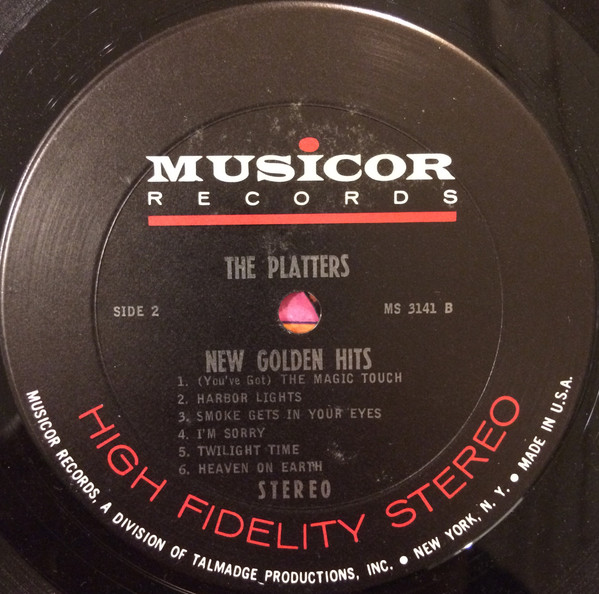 MUSiCOR
RECORDS
THE PLATTERS
SIDE 2
MS 3141 B
NEW GOLDEN HITS
1. (You've Got) THE MAGIC TOUCH
2. HARBOR LIGHTS
3. SMOKE GETS IN YOUR EYES
4. I'M SORRY
5. TWILIGHT TIME
6. HEAVEN ON EARTH
STEREO
HIGH FIDELITY STEREO
MUSICOR RECORDS, A DIVISION OF TALMADGE PRODUCTIONS, INC. ● NEW YORK, N. Y. ● MADE IN U.S.A.